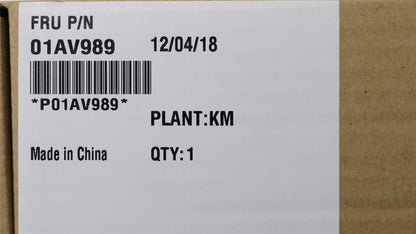 FRU P/N
01AV989 12/04/18
*P01AV989*
PLANT:KM
Made in China QTY:1